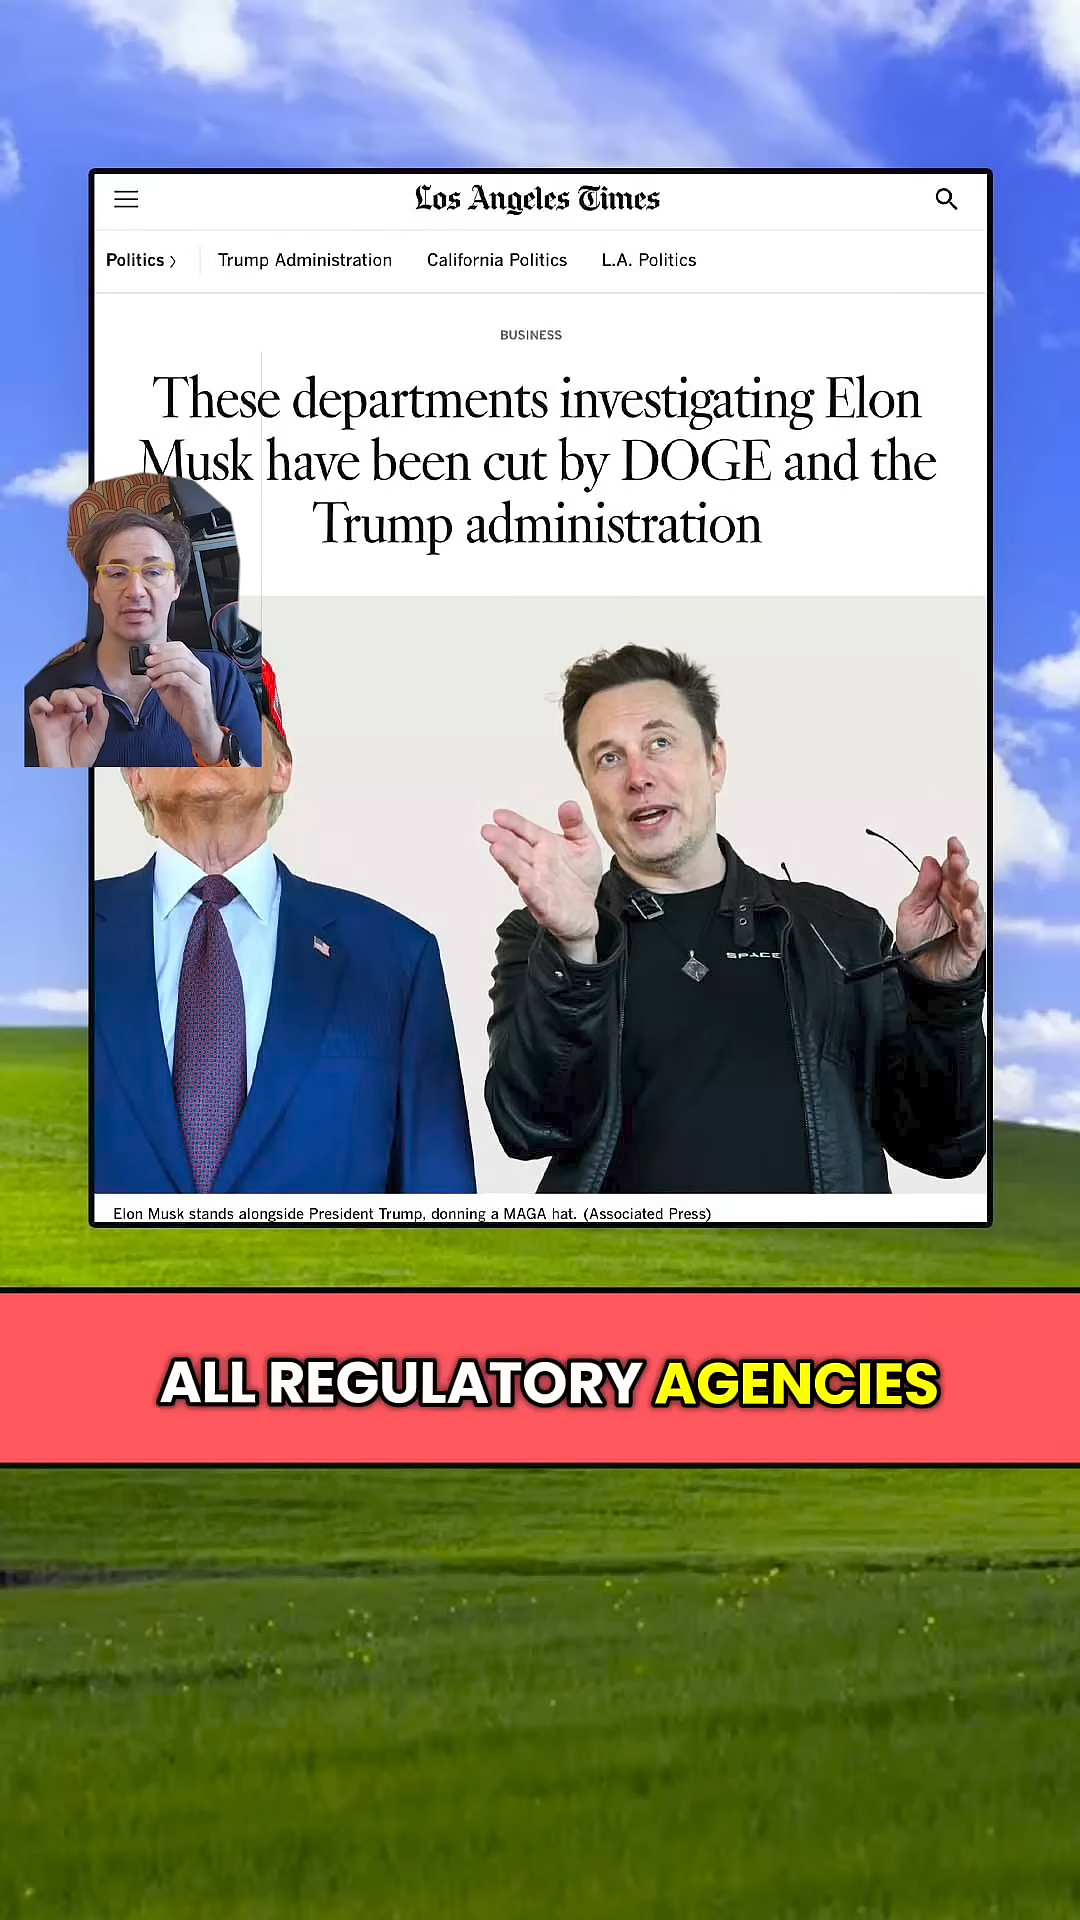 Los Angeles Times
Politics
Trump Administration
California Politics
L.A. Politics
BUSINESS
These departments investigating Elon
Musk have been cut by DOGE and the
Trump administration
SPACE
Elon Musk stands alongside President Trump, donning a MAGA hat. (Associated Press)
ALL REGULATORY AGENCIES